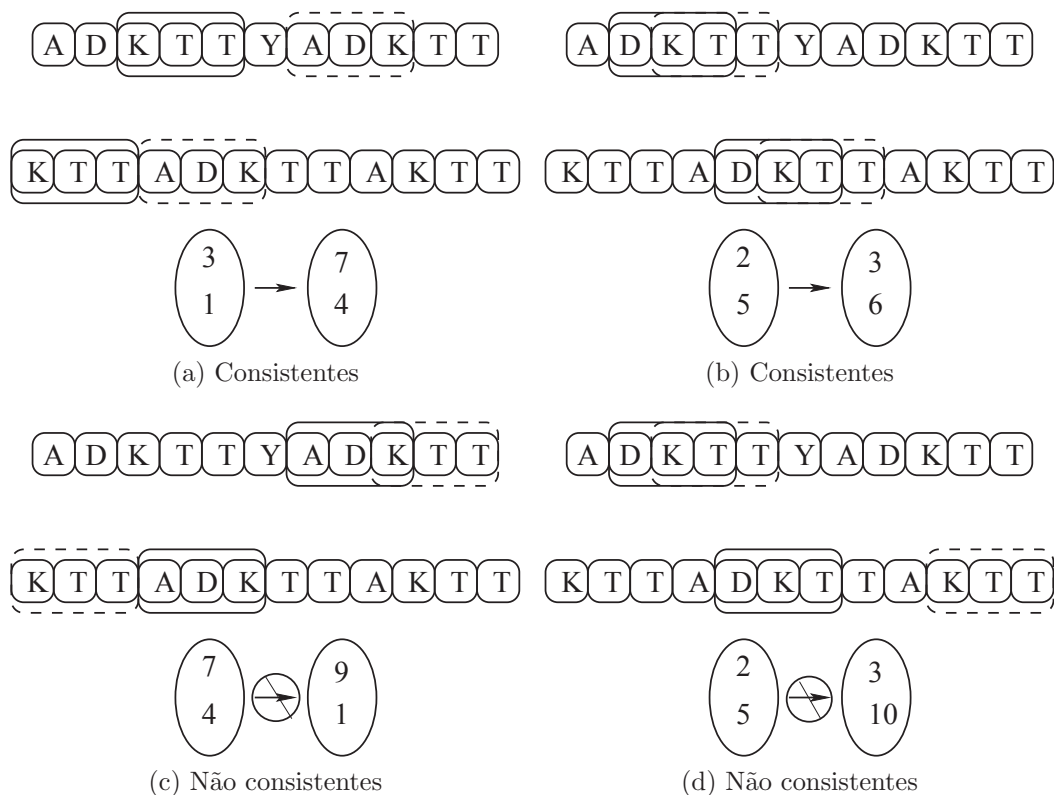 A D K T T Y A D K T T
K T T A D K T T A K T T
3 7
1 4
(a) Consistentes
A D K T T Y A D K T T
K T T A D K T T A K T T
2 3
5 6
(b) Consistentes
A D K T T Y A D K T T
K T T A D K T T A K T T
7 9
4 1
(c) Não consistentes
A D K T T Y A D K T T
K T T A D K T T A K T T
2 3
5 10
(d) Não consistentes